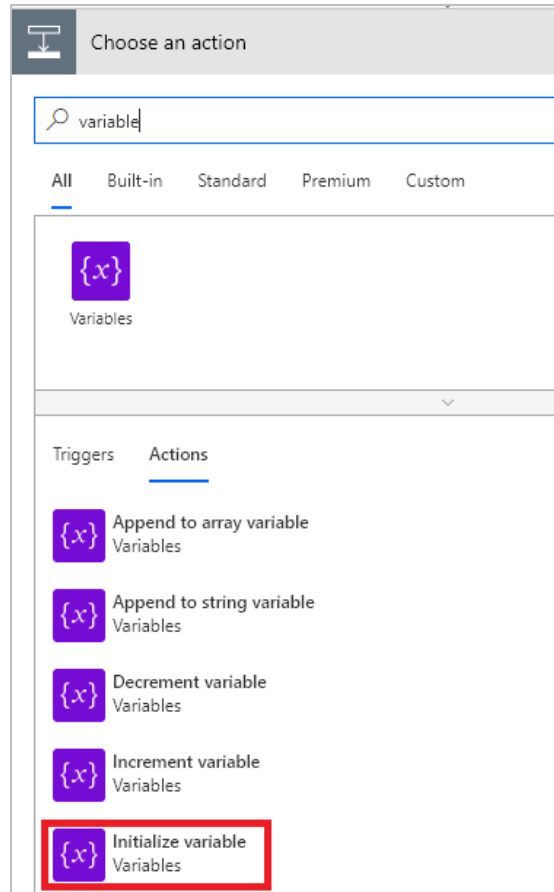 Choose an action
variable
All Built-in Standard Premium Custom
{x}
Variables
Triggers Actions
{x} Append to array variable
Variables
{x} Append to string variable
Variables
{x} Decrement variable
Variables
{x} Increment variable
Variables
{x} Initialize variable
Variables